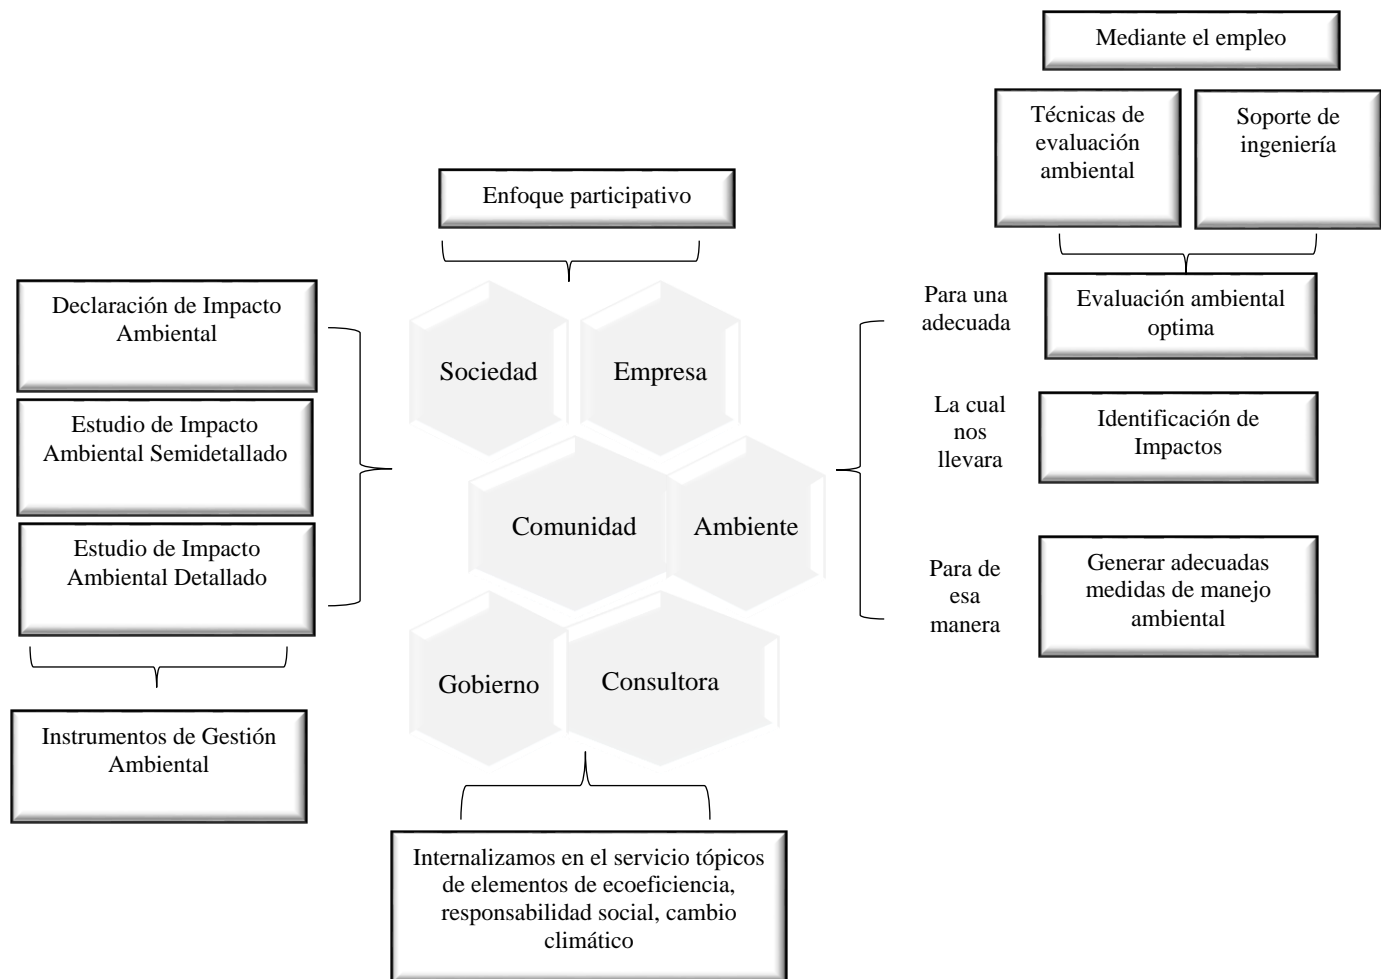 Mediante el empleo
Técnicas de
evaluación
ambiental
Soporte de
ingeniería
Enfoque participativo
Declaración de Impacto
Ambiental
Estudio de Impacto
Ambiental Semidetallado
Estudio de Impacto
Ambiental Detallado
Instrumentos de Gestión
Ambiental
Sociedad
Empresa
Comunidad
Ambiente
Gobierno
Consultora
Internalizamos en el servicio tópicos
de elementos de ecoeficiencia,
responsabilidad social, cambio
climático
Para una
adecuada
Evaluación ambiental
optima
La cual
nos
llevara
Identificación de
Impactos
Para de
esa
manera
Generar adecuadas
medidas de manejo
ambiental